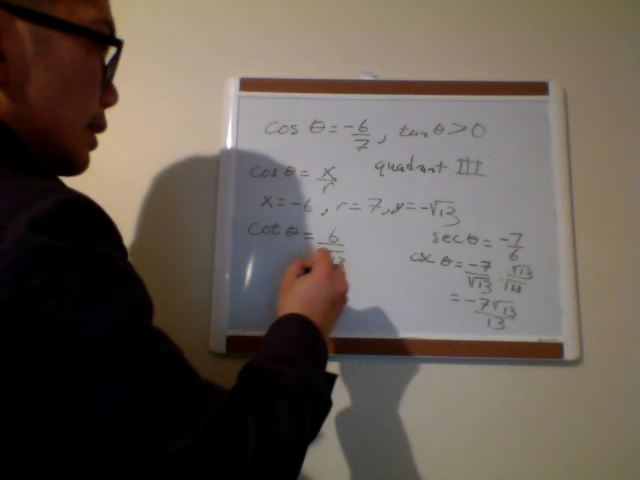 cos θ = -6/7, tan θ > 0
cos θ = x/r quadrant III
x = -6, r = 7, y = -√13
cot θ = 6/√13
sec θ = -7/6
csc θ = -7/√13 √13/√13
= -7√13/13